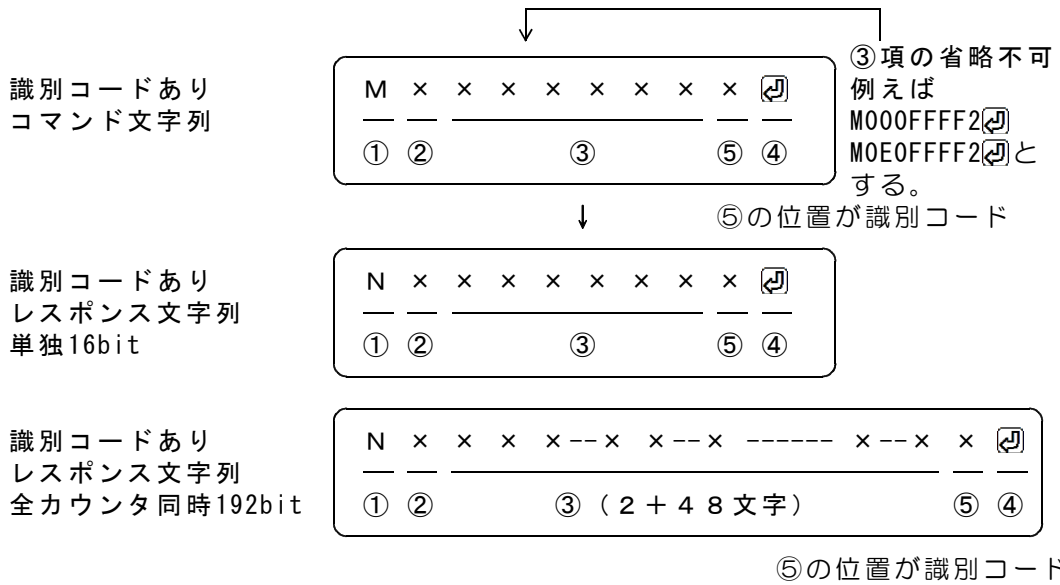 ③項の省略不可
識別コードあり
コマンド文字列
M × × × × × × × × ⏎
① ② ③ ⑤ ④
例えば
M000FFFF2⏎
M0E0FFFF2⏎と
する。
↓
⑤の位置が識別コード
識別コードあり
レスポンス文字列
単独16bit
N × × × × × × × × ⏎
① ② ③ ⑤ ④
識別コードあり
レスポンス文字列
全カウンタ同時192bit
N × × × ×--× ×--× ------ ×--× × ⏎
① ② ③(2+48文字) ⑤ ④
⑤の位置が識別コード